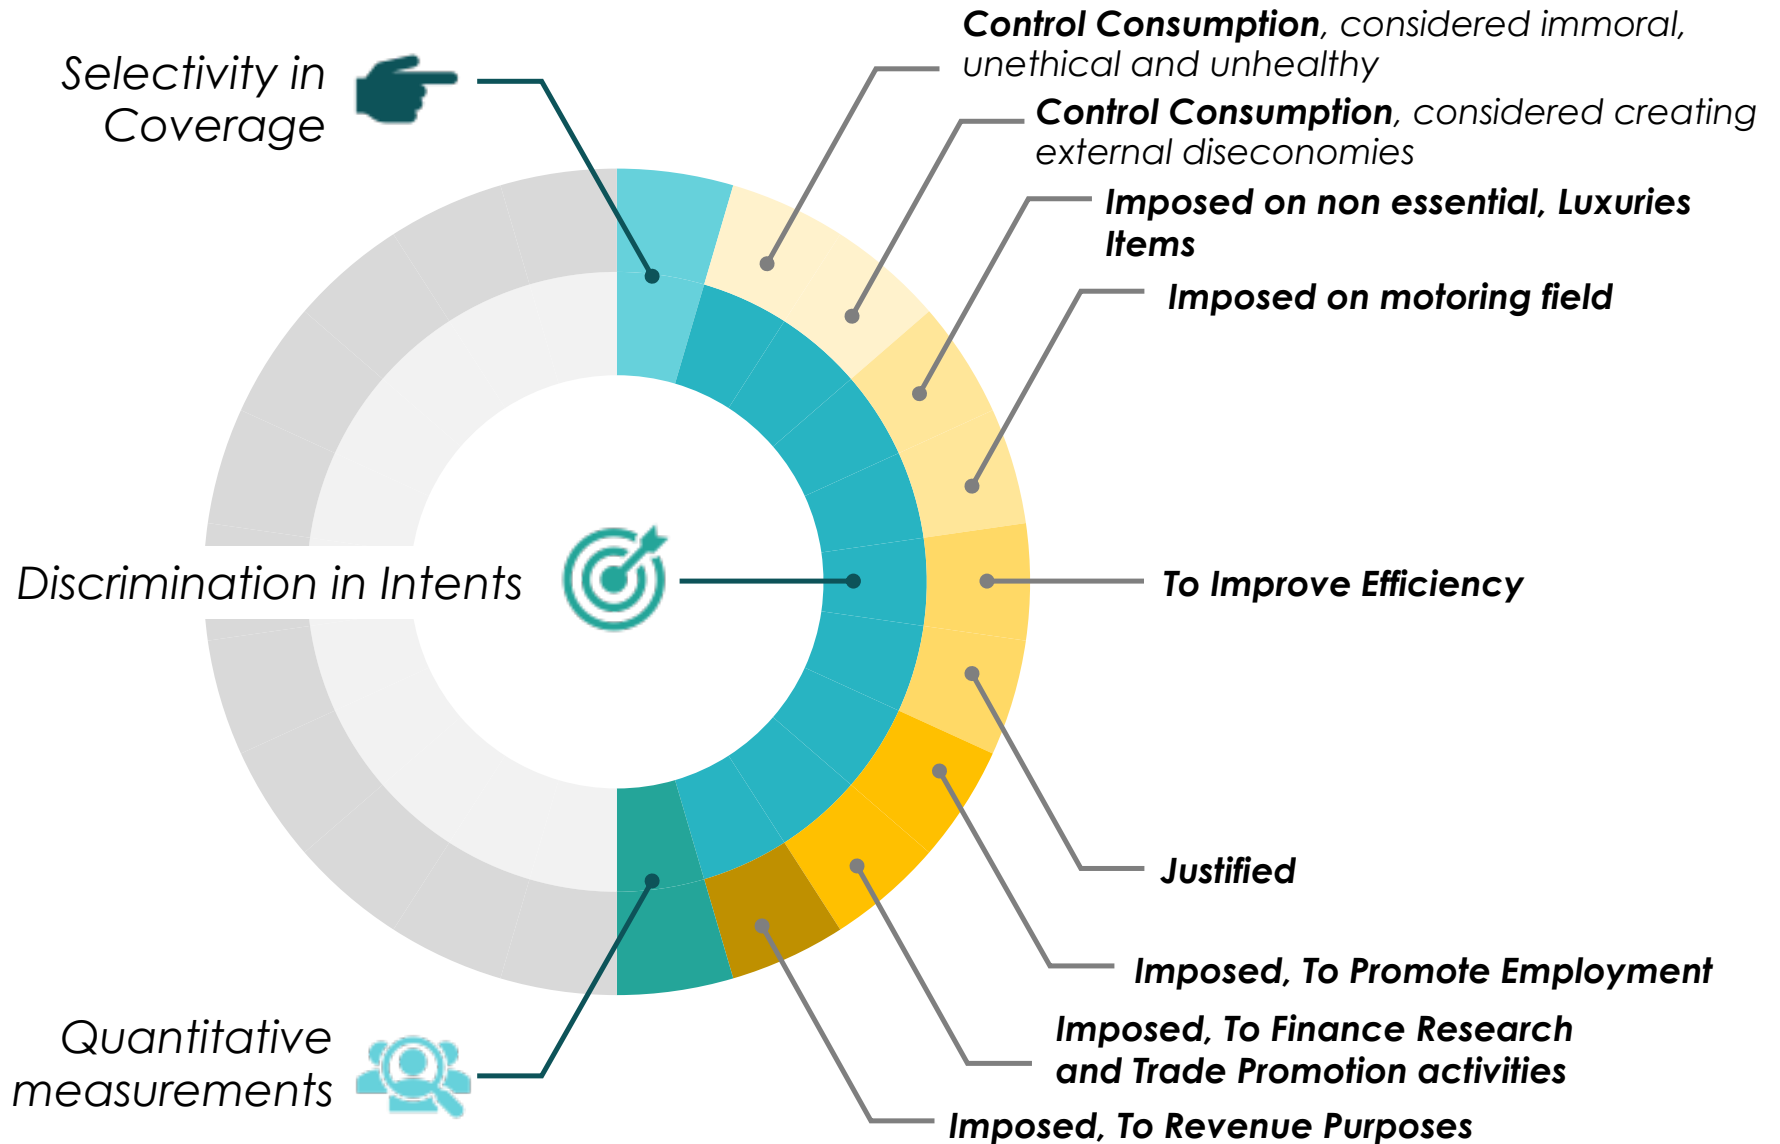 Selectivity in
Coverage
Control Consumption, considered immoral,
unethical and unhealthy
Control Consumption, considered creating
external diseconomies
Imposed on non essential, Luxuries
Items
Imposed on motoring field
Discrimination in Intents
To Improve Efficiency
Justified
Imposed, To Promote Employment
Quantitative
measurements
Imposed, To Finance Research
and Trade Promotion activities
Imposed, To Revenue Purposes